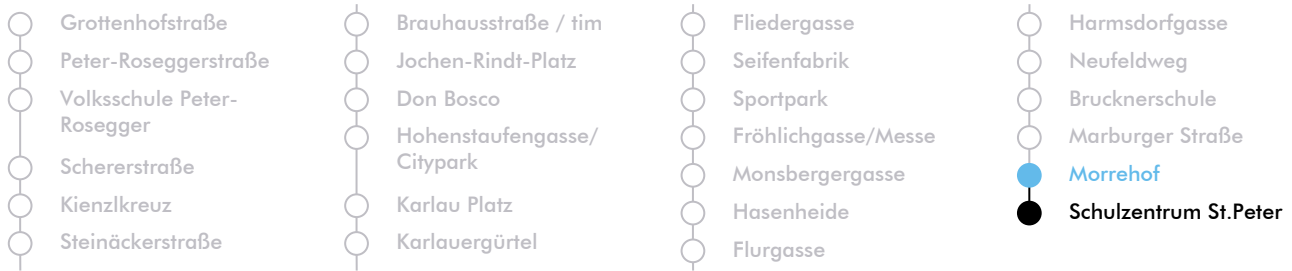 Grottenhofstraße
Peter-Roseggerstraße
Volksschule Peter-
Rosegger
Schererstraße
Kienzlkreuz
Steinäckerstraße
Brauhausstraße / tim
Jochen-Rindt-Platz
Don Bosco
Hohenstaufengasse/
Citypark
Karlau Platz
Karlauergürtel
Fliedergasse
Seifenfabrik
Sportpark
Fröhlichgasse/Messe
Monsbergergasse
Hasenheide
Flurgasse
Harmsdorfgasse
Neufeldweg
Brucknerschule
Marburger Straße
Morrehof
Schulzentrum St.Peter